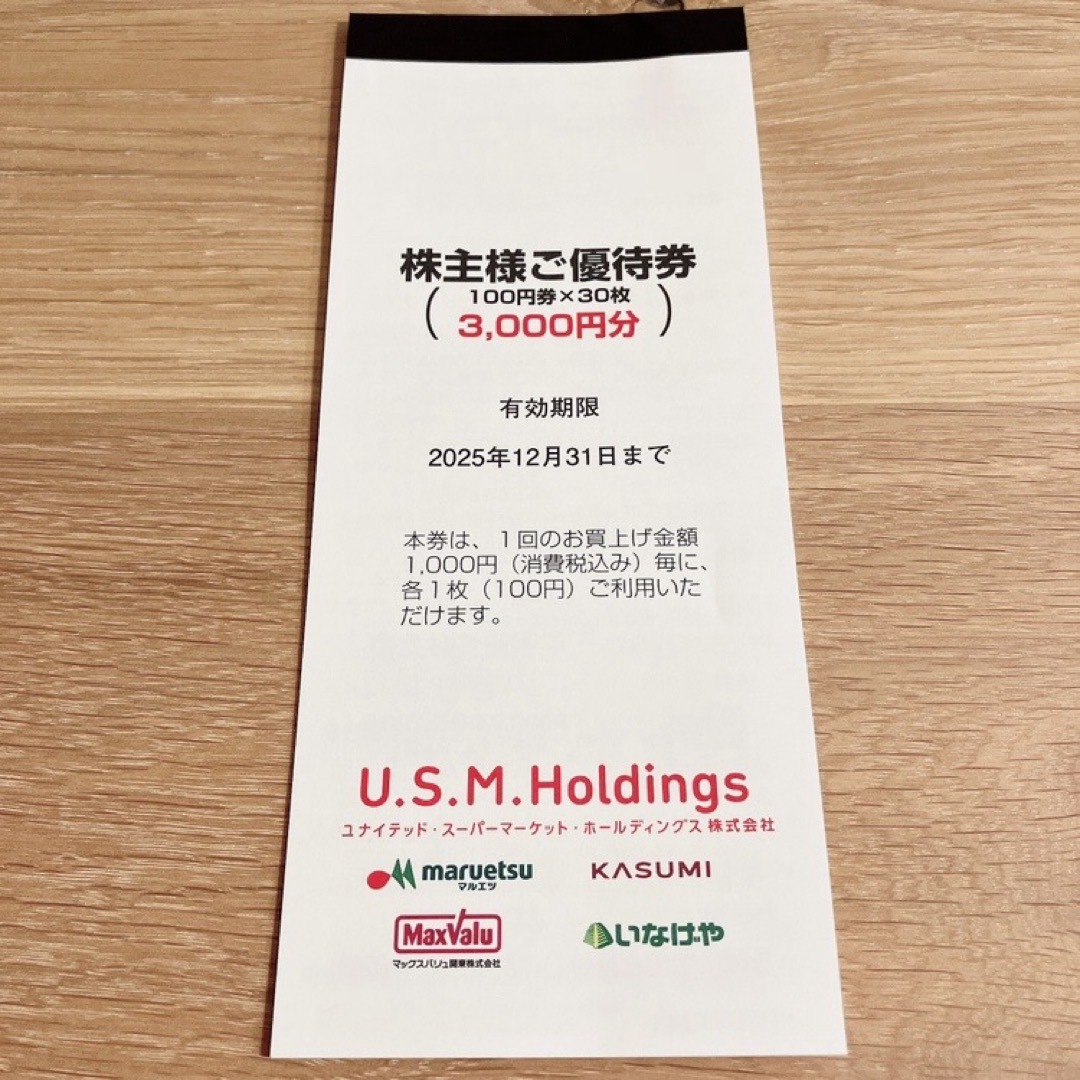 株主様ご優待券
(100円券×30枚
3,000円分)
有効期限
2025年12月31日まで
本券は、1回のお買上げ金額
1,000円(消費税込み)毎に、
各1枚(100円)ご利用いた
だけます。
U.S.M.Holdings
ユナイテッド・スーパーマーケット・ホールディングス 株式会社
maruetsu
マルエツ
KASUMI
MaxValu
マックスバリュ関東株式会社
いなげや